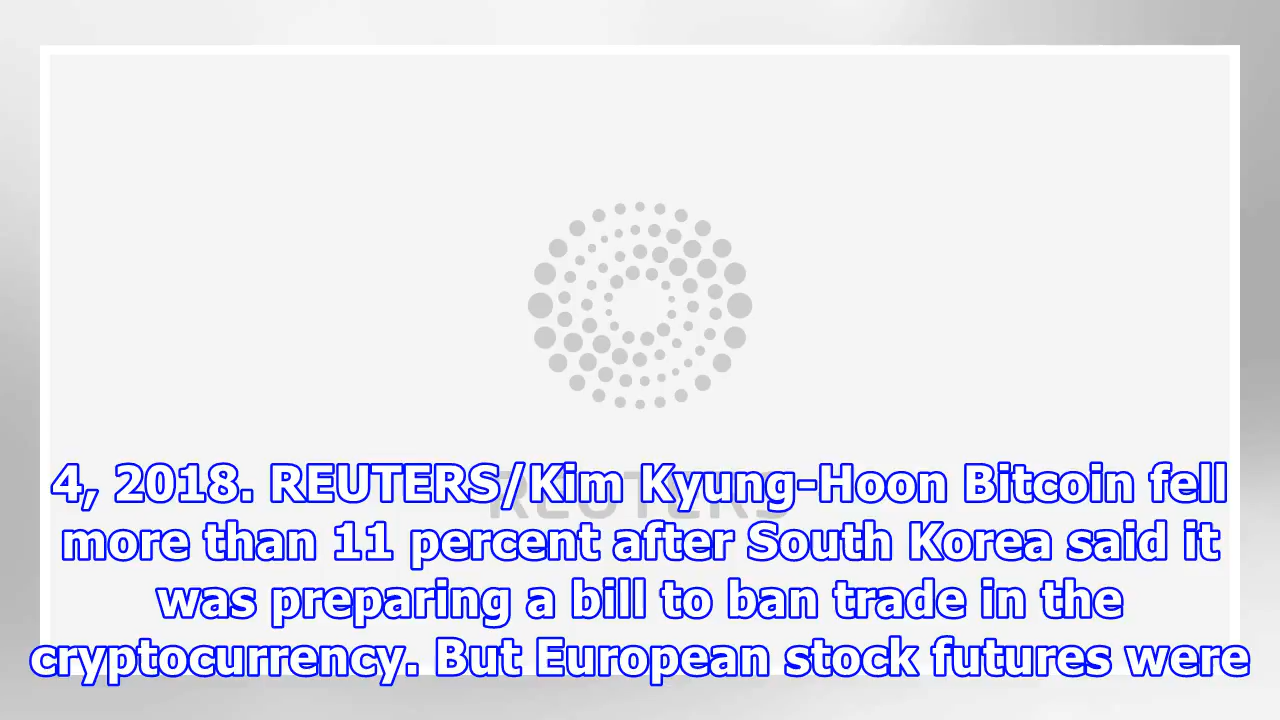 4, 2018. REUTERS/Kim Kyung-Hoon Bitcoin fell
more than 11 percent after South Korea said it
was preparing a bill to ban trade in the
cryptocurrency. But European stock futures were
REUTERS